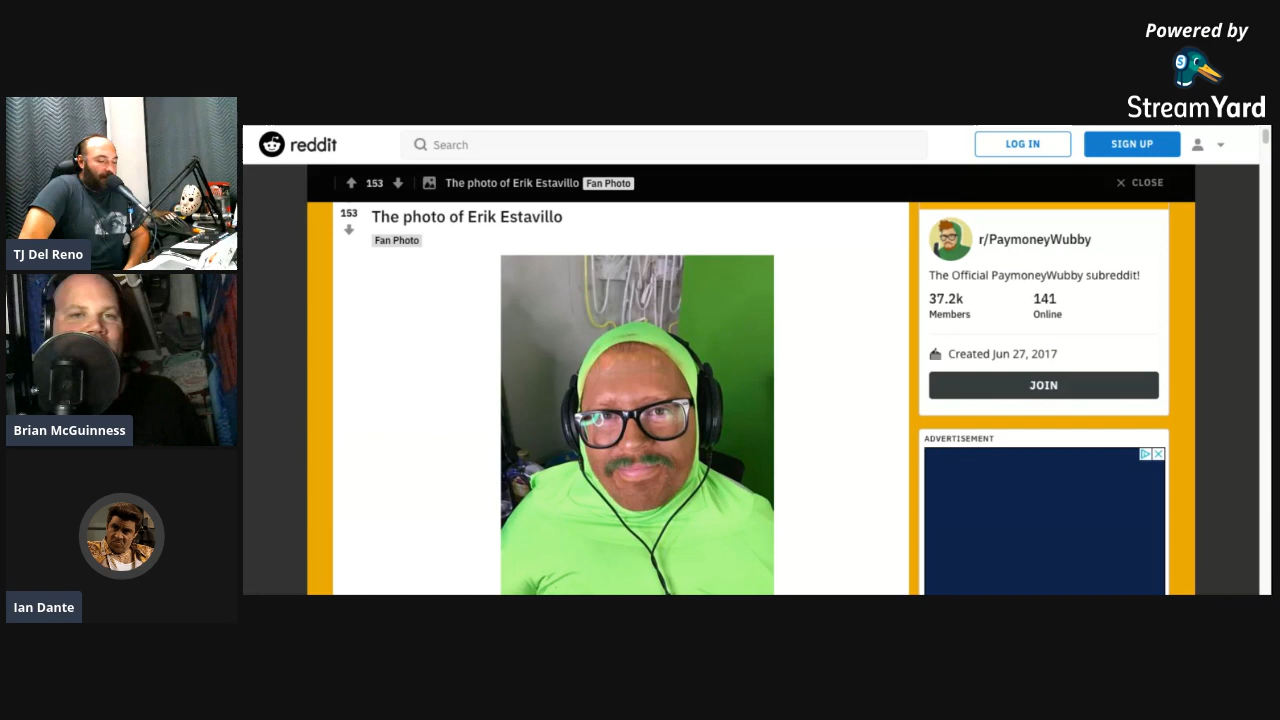 Powered by
StreamYard
TJ Del Reno
Brian McGuinness
Ian Dante
reddit
Search
LOG IN
SIGN UP
153
The photo of Erik Estavillo
Fan Photo
CLOSE
153
The photo of Erik Estavillo
Fan Photo
r/PaymoneyWubby
The Official PaymoneyWubby subreddit!
37.2k
141
Members
Online
Created Jun 27, 2017
JOIN
ADVERTISEMENT